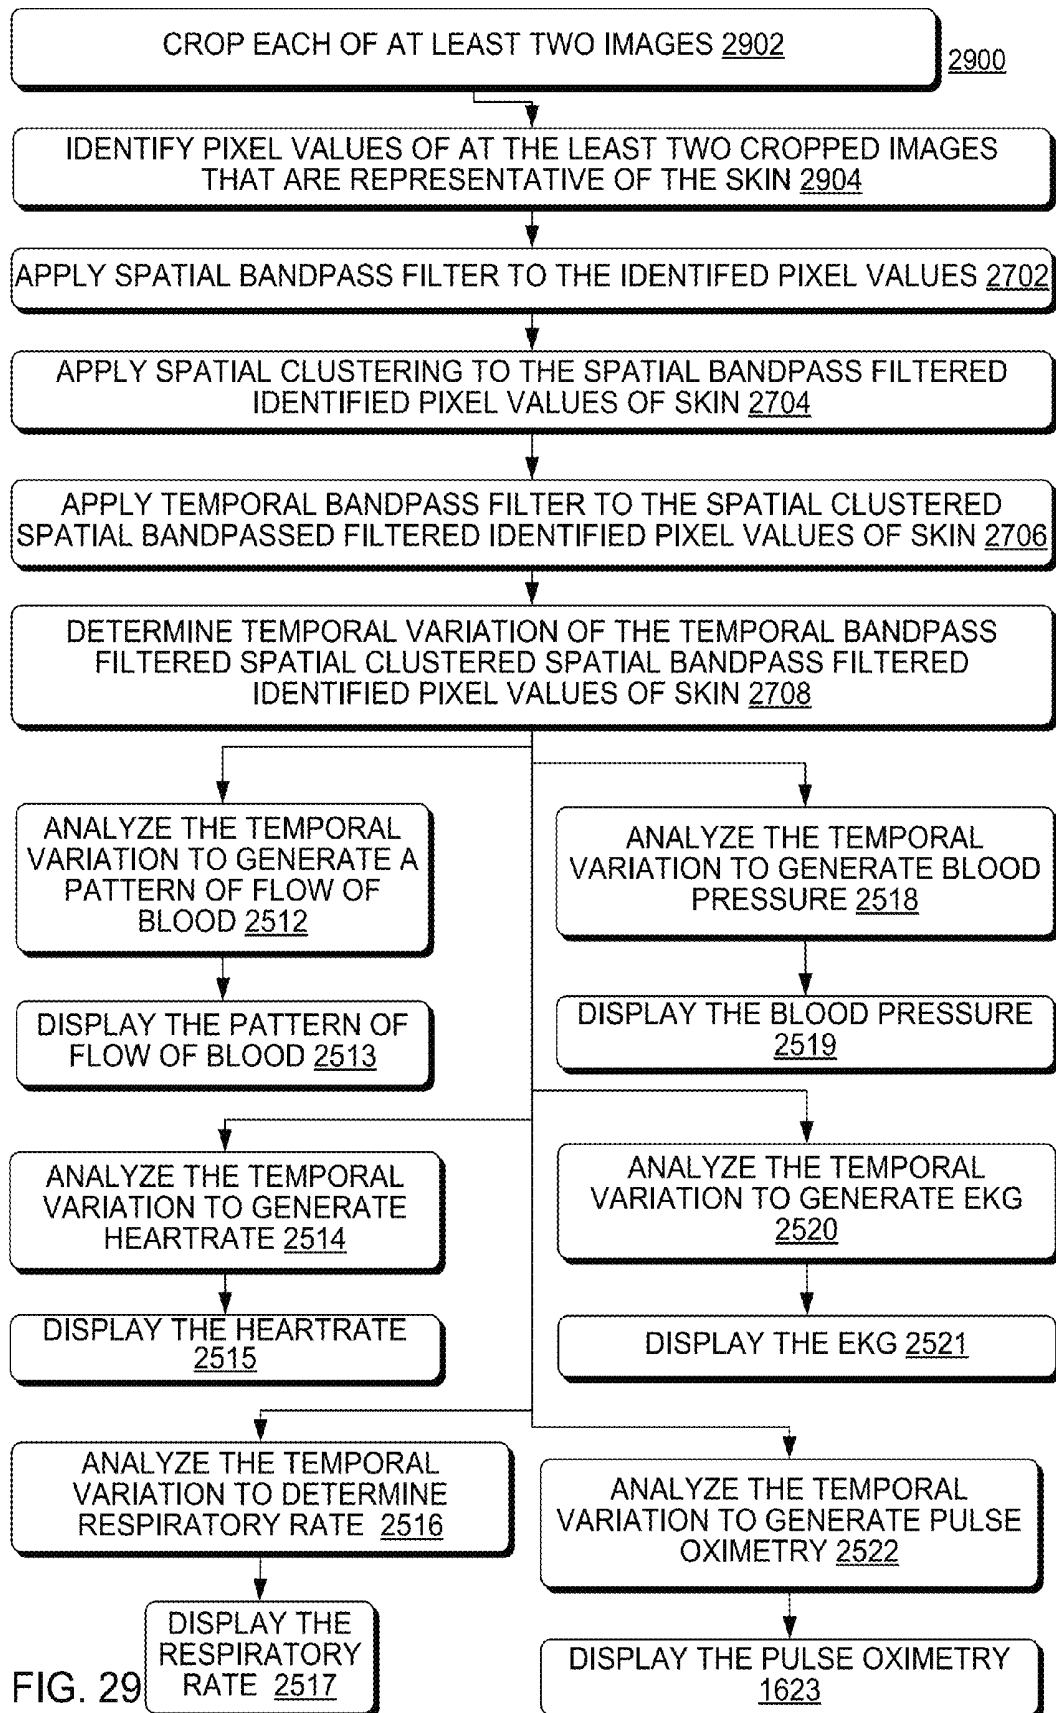 CROP EACH OF AT LEAST TWO IMAGES 2902
2900
IDENTIFY PIXEL VALUES OF AT THE LEAST TWO CROPPED IMAGES
THAT ARE REPRESENTATIVE OF THE SKIN 2904
APPLY SPATIAL BANDPASS FILTER TO THE IDENTIFED PIXEL VALUES 2702
APPLY SPATIAL CLUSTERING TO THE SPATIAL BANDPASS FILTERED
IDENTIFIED PIXEL VALUES OF SKIN 2704
APPLY TEMPORAL BANDPASS FILTER TO THE SPATIAL CLUSTERED
SPATIAL BANDPASSED FILTERED IDENTIFIED PIXEL VALUES OF SKIN 2706
DETERMINE TEMPORAL VARIATION OF THE TEMPORAL BANDPASS
FILTERED SPATIAL CLUSTERED SPATIAL BANDPASS FILTERED
IDENTIFIED PIXEL VALUES OF SKIN 2708
ANALYZE THE TEMPORAL
VARIATION TO GENERATE A
PATTERN OF FLOW OF
BLOOD 2512
ANALYZE THE TEMPORAL
VARIATION TO GENERATE BLOOD
PRESSURE 2518
DISPLAY THE PATTERN OF
FLOW OF BLOOD 2513
DISPLAY THE BLOOD PRESSURE
2519
ANALYZE THE TEMPORAL
VARIATION TO GENERATE
HEARTRATE 2514
ANALYZE THE TEMPORAL
VARIATION TO GENERATE EKG
2520
DISPLAY THE HEARTRATE
2515
DISPLAY THE EKG 2521
ANALYZE THE TEMPORAL
VARIATION TO DETERMINE
RESPIRATORY RATE 2516
ANALYZE THE TEMPORAL
VARIATION TO GENERATE PULSE
OXIMETRY 2522
DISPLAY THE
RESPIRATORY
RATE 2517
DISPLAY THE PULSE OXIMETRY
1623
FIG. 29